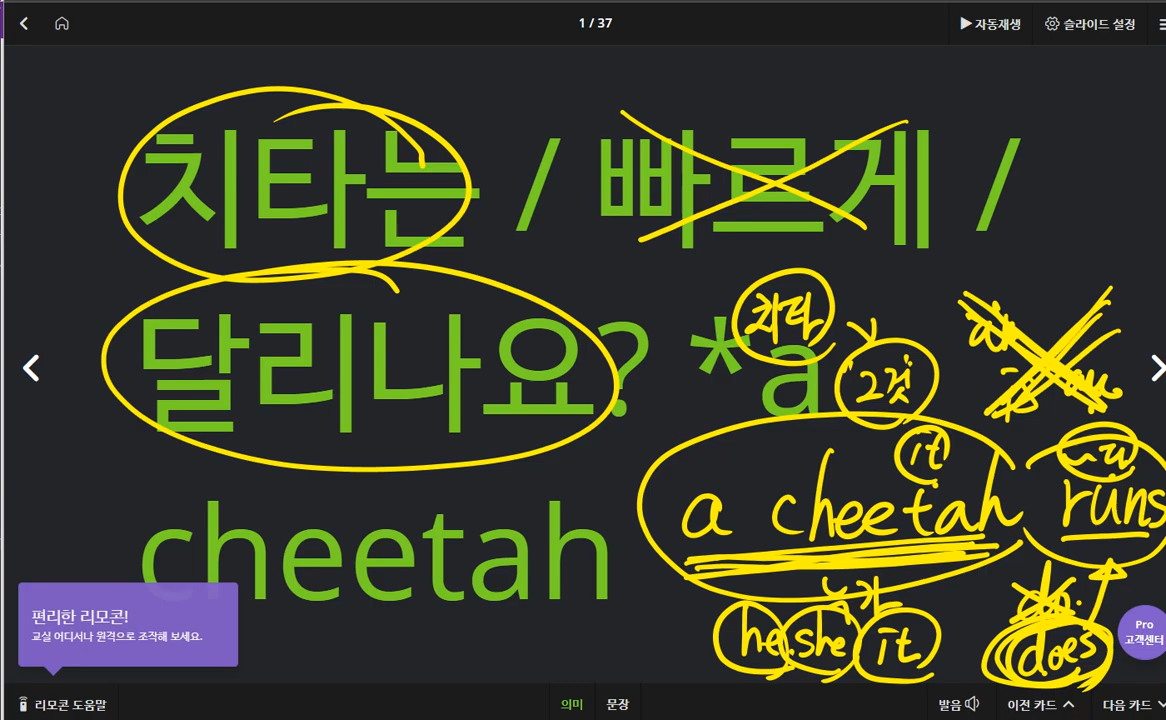 1 / 37
자동재생
슬라이드 설정
치타는 / 빠르게 /
달리나요? *a
cheetah
치타
그것
it
a cheetah runs
he she it
does
편리한 리모콘!
교실 어디서나 원격으로 조작해 보세요.
Pro
고객센터
리모콘 도움말
의미
문장
발음
이전 카드
다음 카드